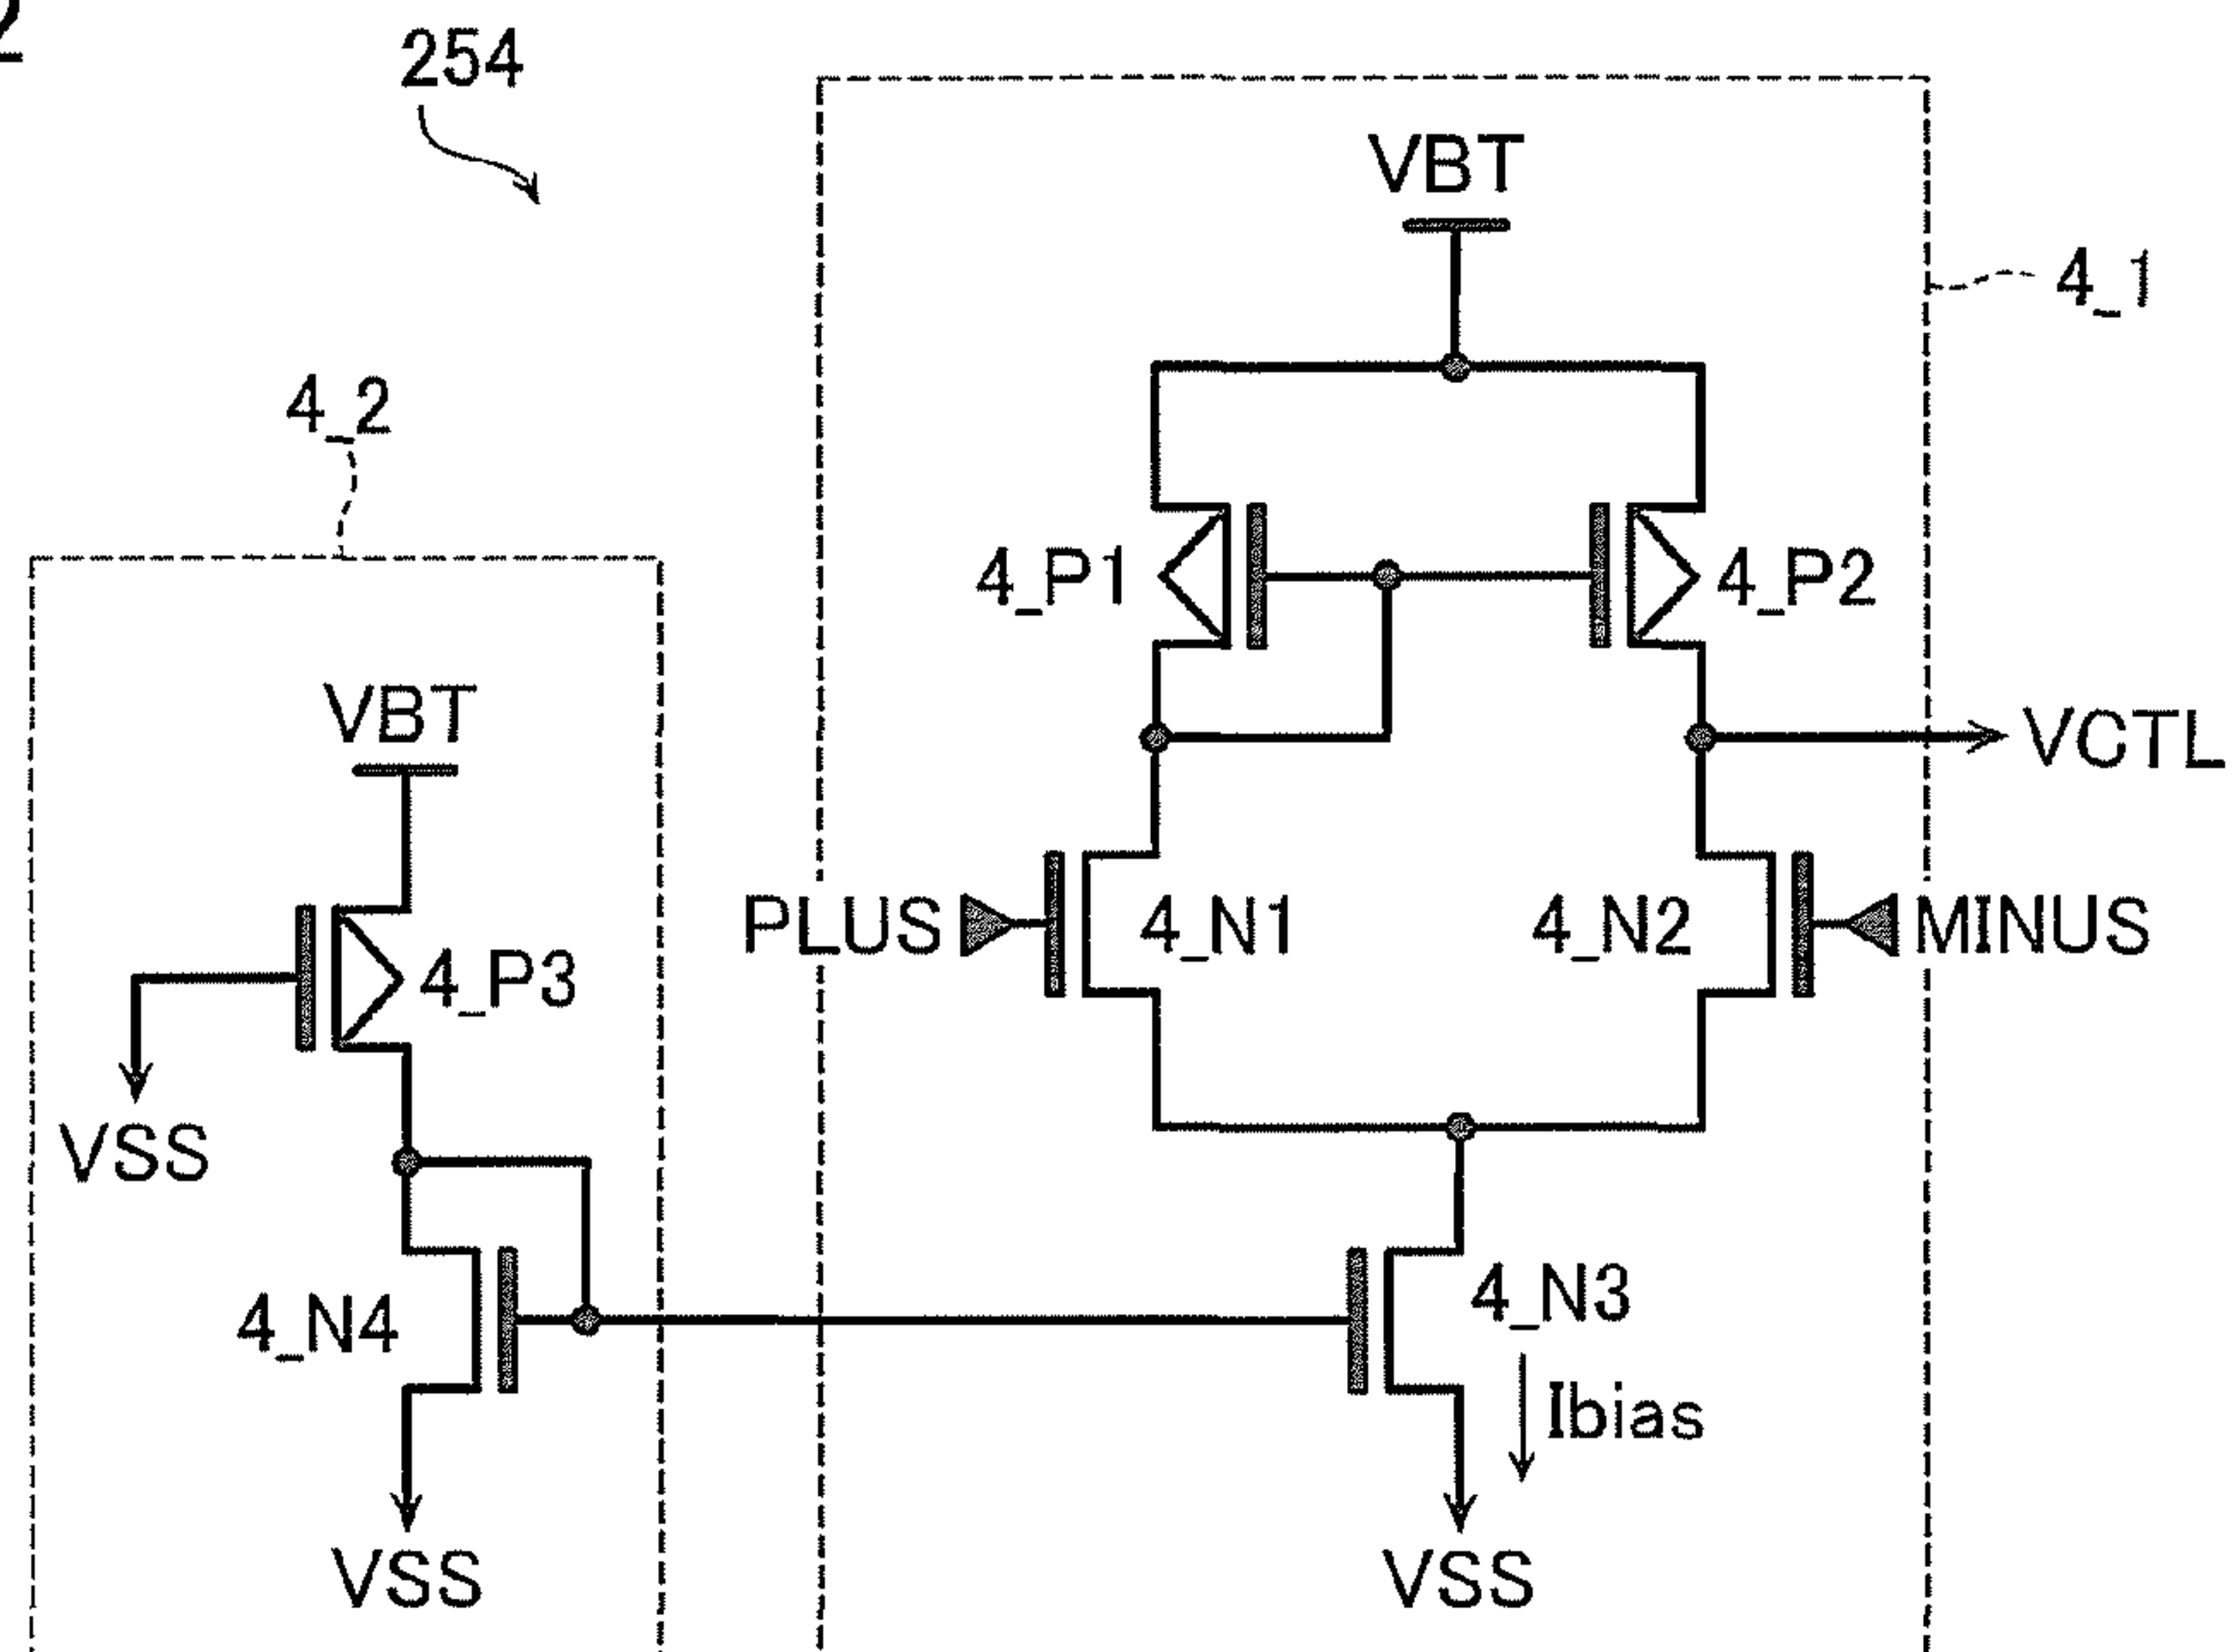 2
254
VBT
4_1
4_2
4_P1
4_P2
VBT
VCTL
PLUS
4_N1
4_N2
MINUS
4_P3
VSS
4_N4
4_N3
Ibias
VSS
VSS